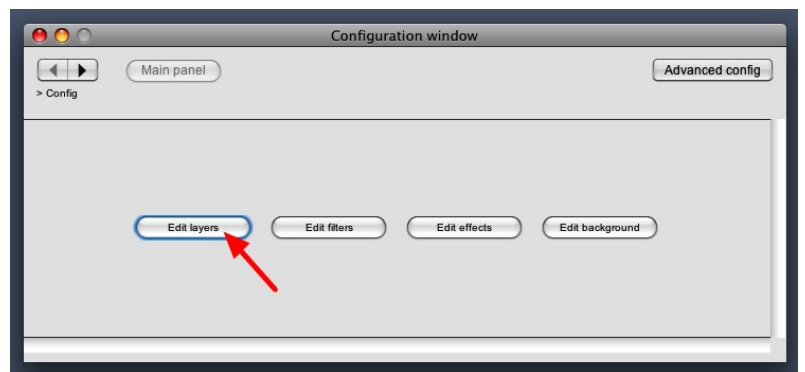 Configuration window
Main panel
Advanced config
> Config
Edit layers
Edit filters
Edit effects
Edit background